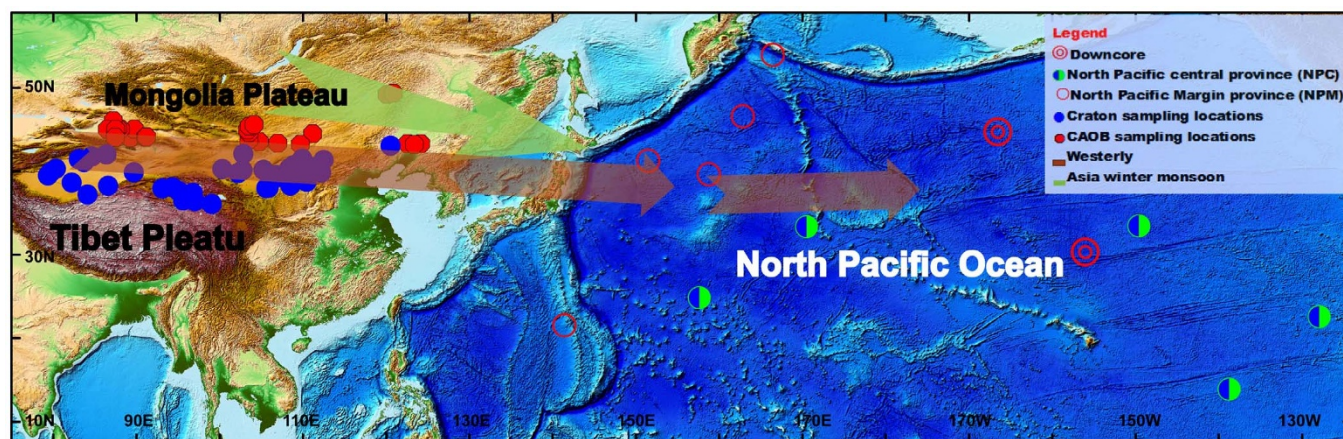 Legend
Downcore
North Pacific central province (NPC)
North Pacific Margin province (NPM)
Craton sampling locations
CAOB sampling locations
Westerly
Asia winter monsoon
50N
Mongolla Plateau
Tibet Pleatu
30N
North Pacific Ocean
10N
90E
110E
130E
150E
170E
170W
150W
130W